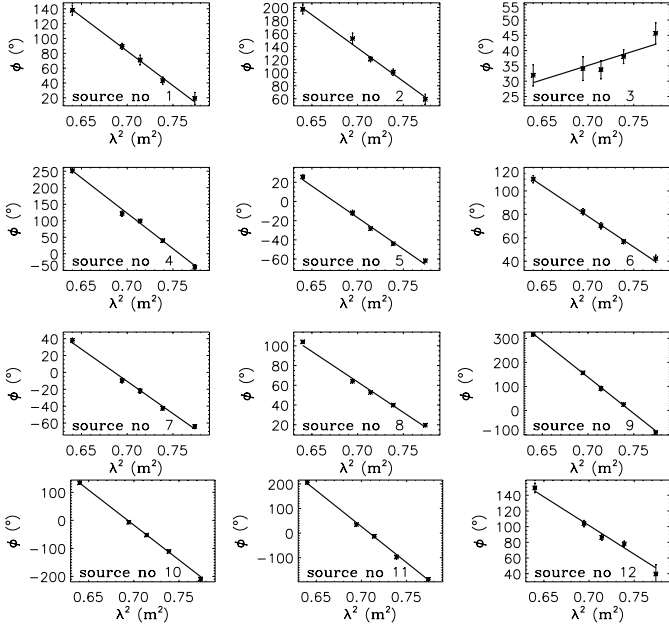 140
120
100
80
60
40
20
ϕ (°)
source no 1
0.65 0.70 0.75
λ² (m²)
200
180
160
140
120
100
80
60
ϕ (°)
source no 2
0.65 0.70 0.75
λ² (m²)
55
50
45
40
35
30
25
ϕ (°)
source no 3
0.65 0.70 0.75
λ² (m²)
250
200
150
100
50
0
−50
ϕ (°)
source no 4
0.65 0.70 0.75
λ² (m²)
20
0
−20
−40
−60
ϕ (°)
source no 5
0.65 0.70 0.75
λ² (m²)
120
100
80
60
40
ϕ (°)
source no 6
0.65 0.70 0.75
λ² (m²)
40
20
0
−20
−40
−60
ϕ (°)
source no 7
0.65 0.70 0.75
λ² (m²)
100
80
60
40
20
ϕ (°)
source no 8
0.65 0.70 0.75
λ² (m²)
300
200
100
0
−100
ϕ (°)
source no 9
0.65 0.70 0.75
λ² (m²)
100
0
−100
−200
ϕ (°)
source no 10
0.65 0.70 0.75
λ² (m²)
200
100
0
−100
ϕ (°)
source no 11
0.65 0.70 0.75
λ² (m²)
140
120
100
80
60
40
ϕ (°)
source no 12
0.65 0.70 0.75
λ² (m²)